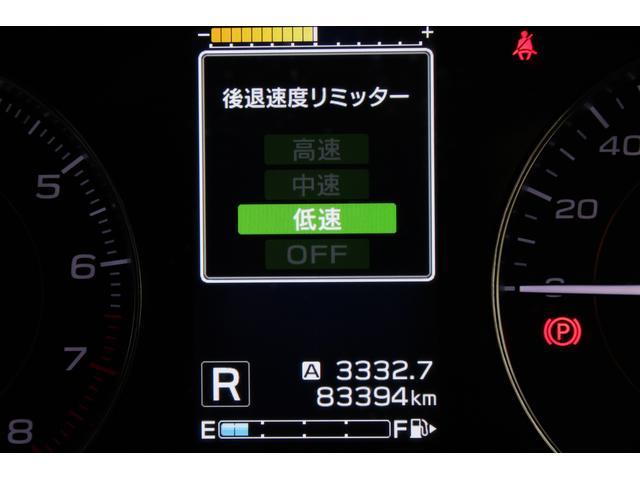 − +
後退速度リミッター
高速
中速
低速
OFF
5
6
7
8
40
20
0
P
R
A 3332.7
83394km
E F